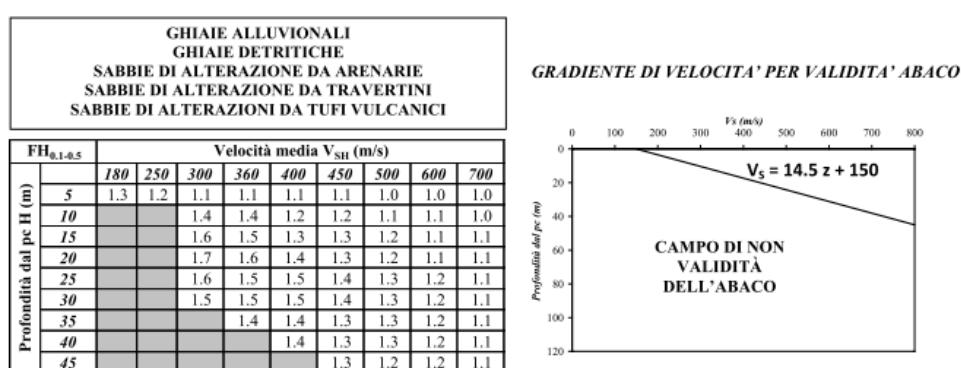 GHIAIE ALLUVIONALI
GHIAIE DETRITICHE
SABBIE DI ALTERAZIONE DA ARENARIE
SABBIE DI ALTERAZIONE DA TRAVERTINI
SABBIE DI ALTERAZIONI DA TUFI VULCANICI
FH0.1-0.5 Velocità media VSH (m/s)
180 250 300 360 400 450 500 600 700
Profondità dal pc H (m)
5 1.3 1.2 1.1 1.1 1.1 1.1 1.0 1.0 1.0
10 1.4 1.4 1.2 1.2 1.1 1.1 1.0
15 1.6 1.5 1.3 1.3 1.2 1.1 1.1
20 1.7 1.6 1.4 1.3 1.2 1.1 1.1
25 1.6 1.5 1.5 1.4 1.3 1.2 1.1
30 1.5 1.5 1.5 1.4 1.3 1.2 1.1
35 1.4 1.4 1.3 1.3 1.2 1.1
40 1.4 1.3 1.3 1.2 1.1
45 1.3 1.2 1.2 1.1
GRADIENTE DI VELOCITA' PER VALIDITA' ABACO
Vs (m/s)
0 100 200 300 400 500 600 700 800
VS = 14.5 z + 150
Profondità dal pc (m)
0
20
40
60
80
100
120
CAMPO DI NON
VALIDITÀ
DELL'ABACO